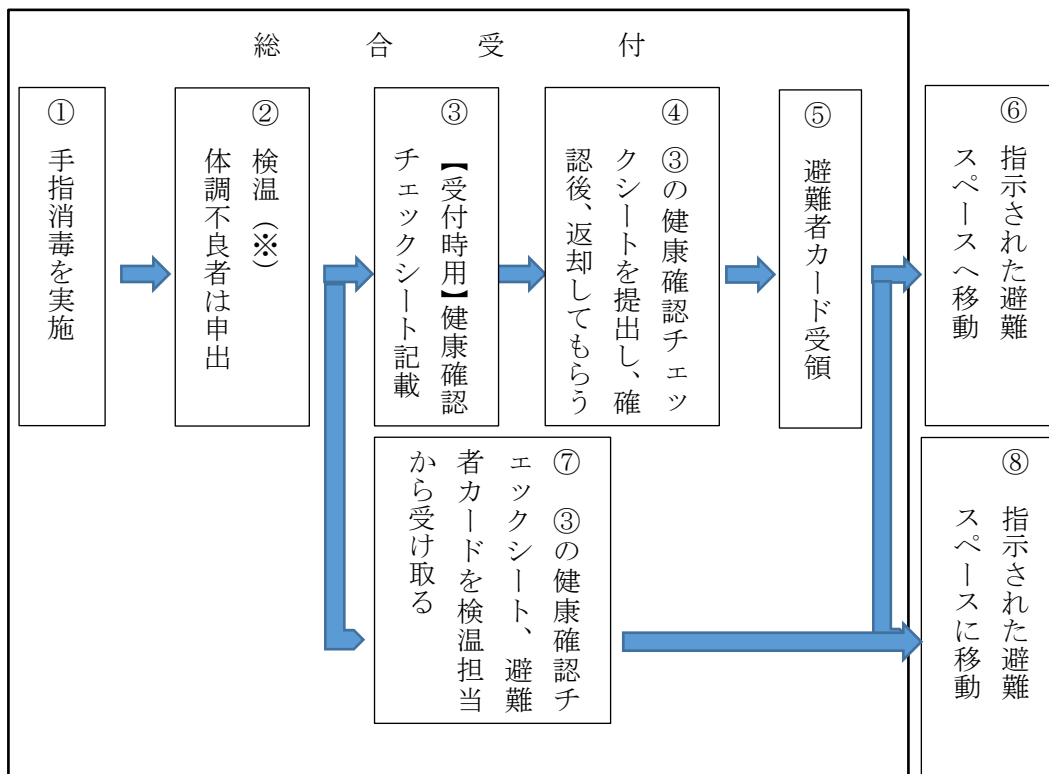 総合受付
① 手指消毒を実施
② 検温（※）
体調不良者は申出
③ 【受付時用】健康確認
チェックシート記載
④ ③の健康確認チェッ
クシートを提出し、確
認後、返却してもらう
⑤ 避難者カード受領
⑥ 指示された避難
スペースへ移動
⑦ ③の健康確認チ
ェックシート、避難
者カードを検温担当
から受け取る
⑧ 指示された避難
スペースに移動